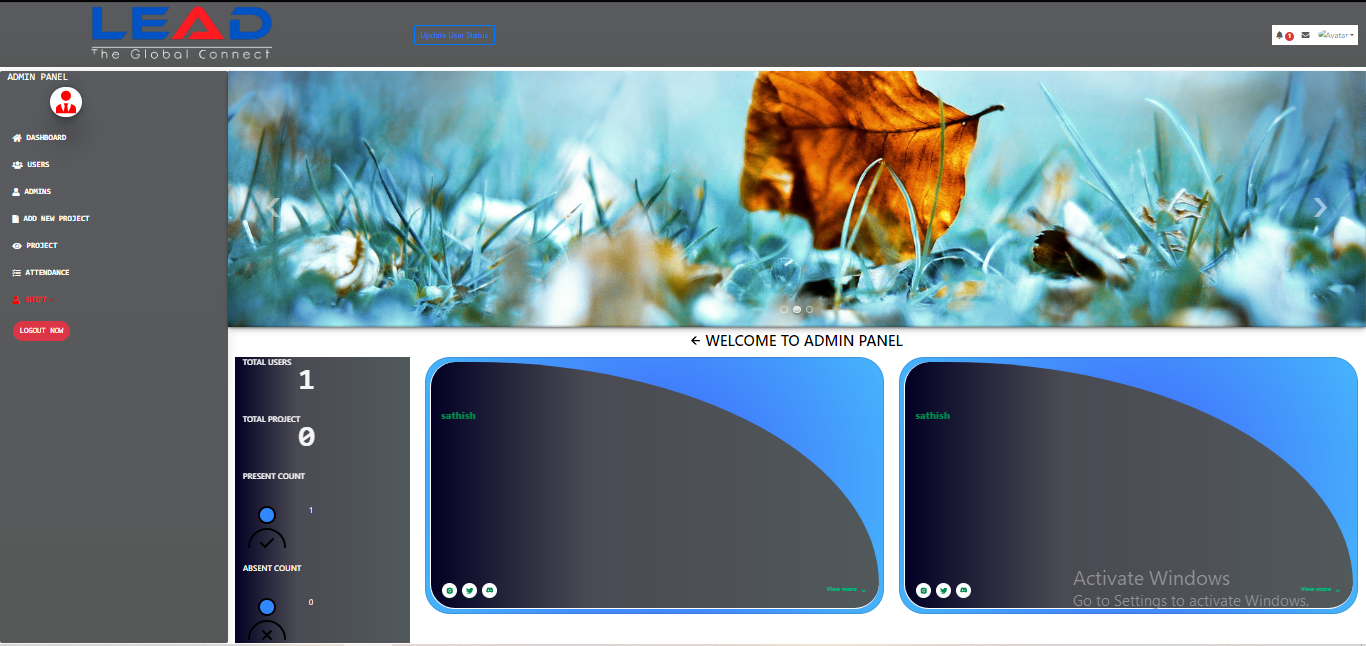 LEAD
The Global Connect
Update User Status
1
Avatar
ADMIN PANEL
DASHBOARD
USERS
ADMINS
ADD NEW PROJECT
PROJECT
ATTENDANCE
LOGOUT NOW
← WELCOME TO ADMIN PANEL
TOTAL USERS
1
TOTAL PROJECT
0
PRESENT COUNT
1
ABSENT COUNT
0
sathish
View more
sathish
View more
Activate Windows
Go to Settings to activate Windows.